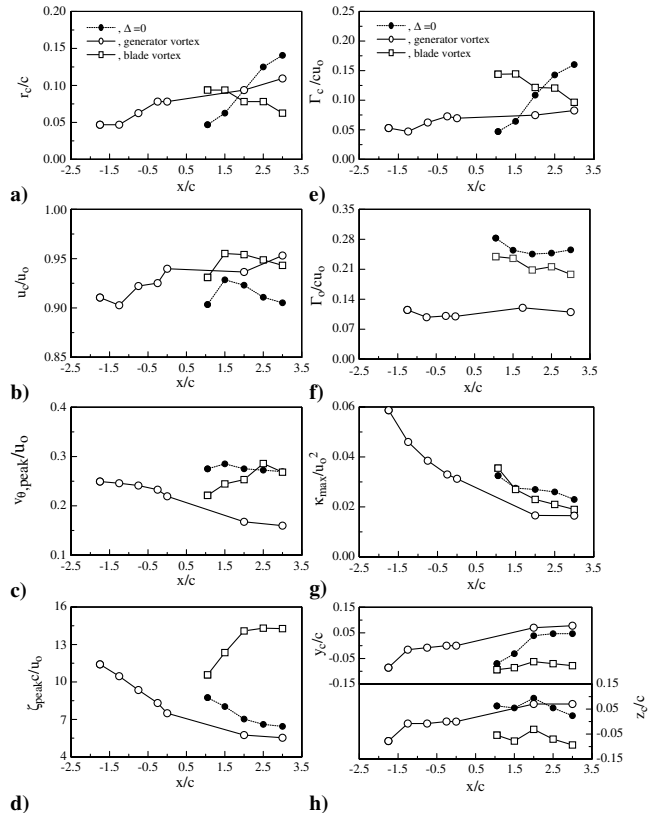 , Δ = 0
, generator vortex
, blade vortex
r_c/c
0.20
0.15
0.10
0.05
0.00
-2.5 -1.5 -0.5 0.5 1.5 2.5 3.5
x/c
a)
u_c/u_o
1.00
0.95
0.90
0.85
-2.5 -1.5 -0.5 0.5 1.5 2.5 3.5
x/c
b)
v_θ,peak/u_o
0.4
0.3
0.2
0.1
-2.5 -1.5 -0.5 0.5 1.5 2.5 3.5
x/c
c)
ζ_peak c/u_o
16
14
12
10
8
6
4
-2.5 -1.5 -0.5 0.5 1.5 2.5 3.5
x/c
d)
, Δ = 0
, generator vortex
, blade vortex
Γ_c /cu_o
0.20
0.15
0.10
0.05
0.00
-2.5 -1.5 -0.5 0.5 1.5 2.5 3.5
x/c
e)
Γ_o/cu_o
0.35
0.28
0.21
0.14
0.07
0.00
-2.5 -1.5 -0.5 0.5 1.5 2.5 3.5
x/c
f)
κ_max/u_o^2
0.06
0.04
0.02
0.00
-2.5 -1.5 -0.5 0.5 1.5 2.5 3.5
x/c
g)
y_c/c
0.15
0.05
-0.05
-0.15
z_c/c
0.15
0.05
-0.05
-0.15
-2.5 -1.5 -0.5 0.5 1.5 2.5 3.5
x/c
h)